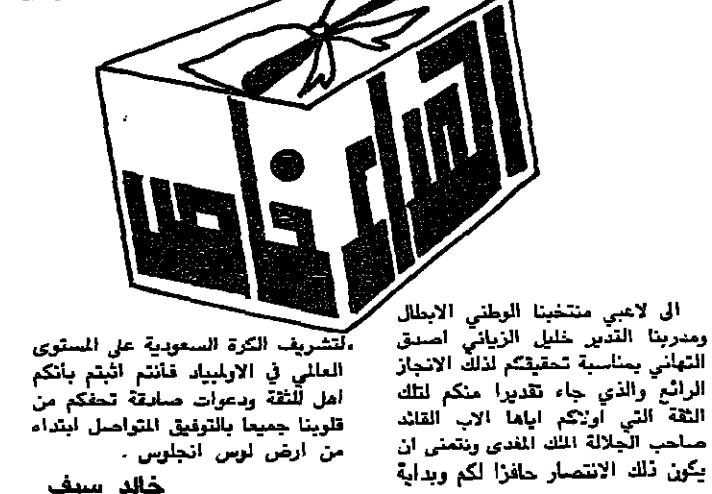 اهداء خاص
الى لاعبي منتخبنا الوطني الابطال
ومدربنا القدير خليل الزياني اصدق
التهاني بمناسبة تحقيقكم لذلك الانجاز
الرائع والذي جاء تقديرا منكم لتلك
الثقة التي اولاكم اياها الاب القائد
صاحب الجلالة الملك المفدى ونتمنى ان
يكون ذلك الانتصار حافزا لكم وبداية
لتشريف الكرة السعودية على المستوى
العالمي في الاولمبياد فأنتم اثبتم بأنكم
اهل للثقة ودعوات صادقة تحفكم من
قلوبنا جميعا بالتوفيق المتواصل ابتداء
من ارض لوس انجلوس .
خالد سيف